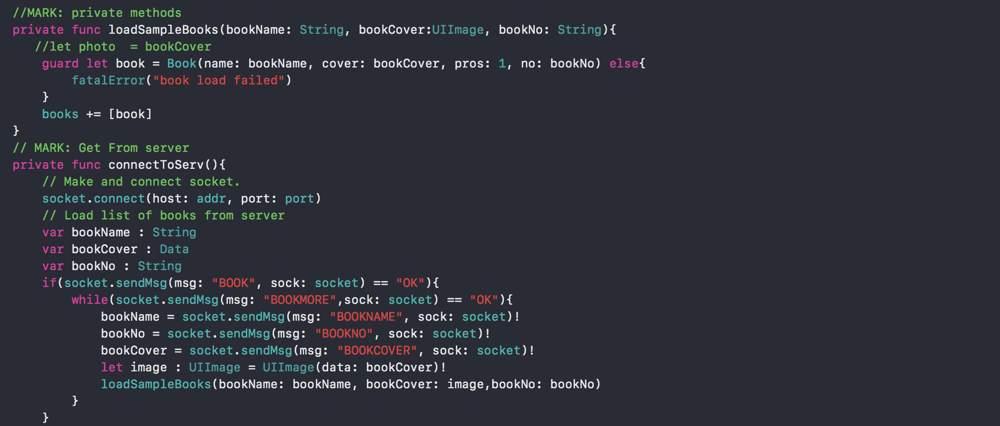 //MARK: private methods
private func loadSampleBooks(bookName: String, bookCover:UIImage, bookNo: String){
   //let photo  = bookCover
    guard let book = Book(name: bookName, cover: bookCover, pros: 1, no: bookNo) else{
        fatalError("book load failed")
    }
    books += [book]
}
// MARK: Get From server
private func connectToServ(){
    // Make and connect socket.
    socket.connect(host: addr, port: port)
    // Load list of books from server
    var bookName : String
    var bookCover : Data
    var bookNo : String
    if(socket.sendMsg(msg: "BOOK", sock: socket) == "OK"){
        while(socket.sendMsg(msg: "BOOKMORE",sock: socket) == "OK"){
            bookName = socket.sendMsg(msg: "BOOKNAME", sock: socket)!
            bookNo = socket.sendMsg(msg: "BOOKNO", sock: socket)!
            bookCover = socket.sendMsg(msg: "BOOKCOVER", sock: socket)!
            let image : UIImage = UIImage(data: bookCover)!
            loadSampleBooks(bookName: bookName, bookCover: image,bookNo: bookNo)
        }
    }